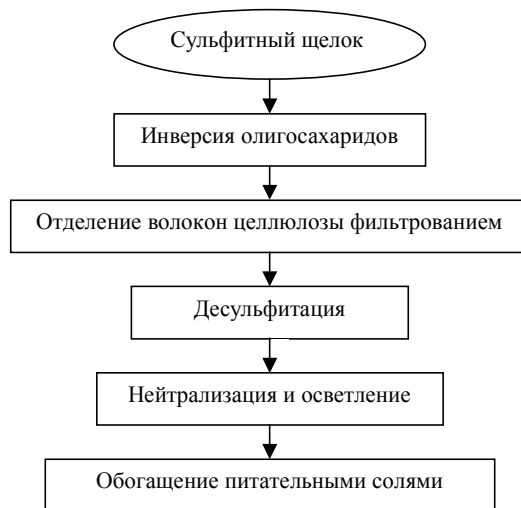 Сульфитный щелок
Инверсия олигосахаридов
Отделение волокон целлюлозы фильтрованием
Десульфитация
Нейтрализация и осветление
Обогащение питательными солями